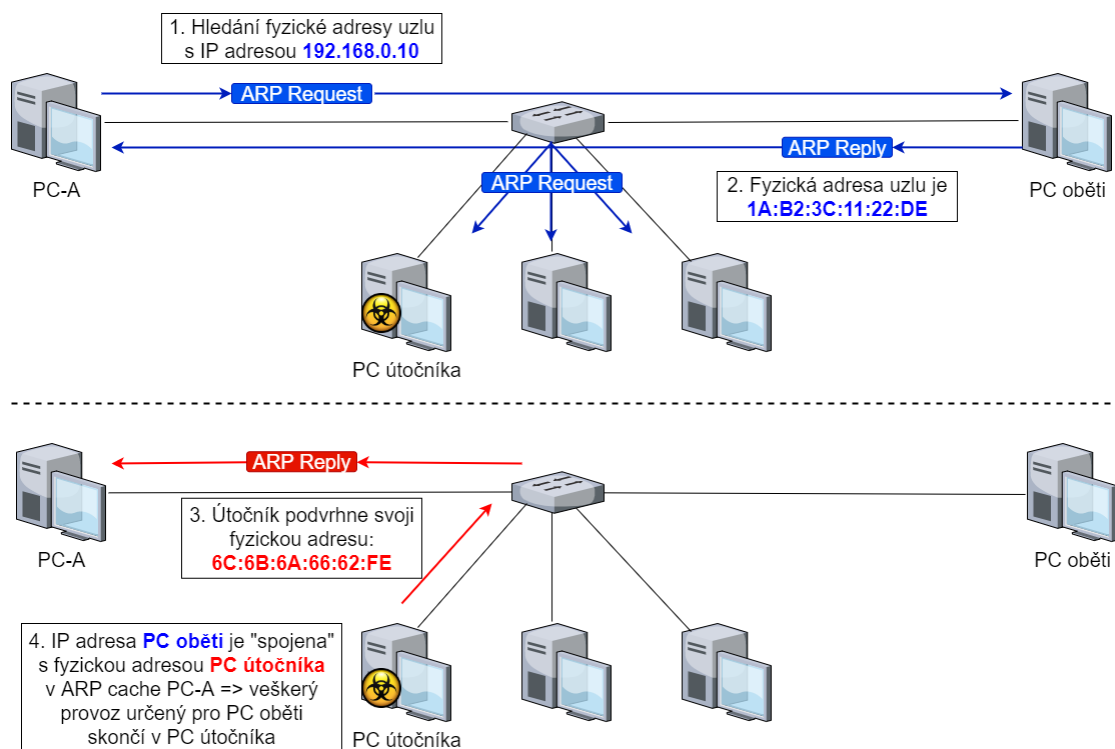 1. Hledání fyzické adresy uzlu
s IP adresou 192.168.0.10
ARP Request
ARP Reply
PC-A
ARP Request
2. Fyzická adresa uzlu je
1A:B2:3C:11:22:DE
PC oběti
PC útočníka
ARP Reply
3. Útočník podvrhne svoji
fyzickou adresu:
6C:6B:6A:66:62:FE
PC-A
PC oběti
4. IP adresa PC oběti je "spojena"
s fyzickou adresou PC útočníka
v ARP cache PC-A => veškerý
provoz určený pro PC oběti
skončí v PC útočníka
PC útočníka